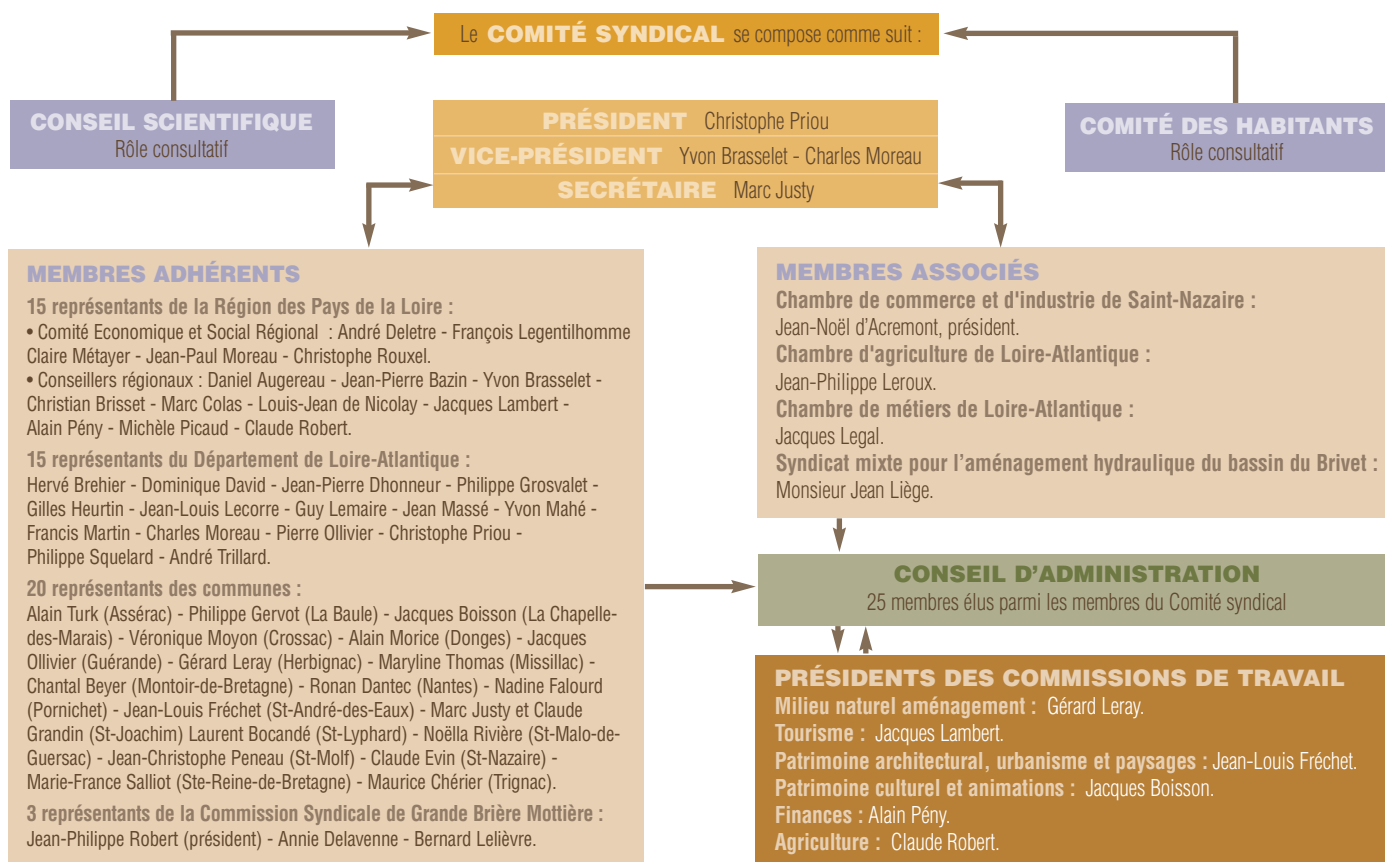 Le COMITÉ SYNDICAL se compose comme suit :
CONSEIL SCIENTIFIQUE
Rôle consultatif
PRÉSIDENT Christophe Priou
VICE-PRÉSIDENT Yvon Brasselet - Charles Moreau
SECRÉTAIRE Marc Justy
COMITÉ DES HABITANTS
Rôle consultatif
MEMBRES ADHÉRENTS
15 représentants de la Région des Pays de la Loire :
• Comité Economique et Social Régional : André Deletre - François Legentilhomme
Claire Métayer - Jean-Paul Moreau - Christophe Rouxel.
• Conseillers régionaux : Daniel Augereau - Jean-Pierre Bazin - Yvon Brasselet -
Christian Brisset - Marc Colas - Louis-Jean de Nicolay - Jacques Lambert -
Alain Pény - Michèle Picaud - Claude Robert.
15 représentants du Département de Loire-Atlantique :
Hervé Brehier - Dominique David - Jean-Pierre Dhonneur - Philippe Grosvalet -
Gilles Heurtin - Jean-Louis Lecorre - Guy Lemaire - Jean Massé - Yvon Mahé -
Francis Martin - Charles Moreau - Pierre Ollivier - Christophe Priou -
Philippe Squelard - André Trillard.
20 représentants des communes :
Alain Turk (Assérac) - Philippe Gervot (La Baule) - Jacques Boisson (La Chapelle-
des-Marais) - Véronique Moyon (Crossac) - Alain Morice (Donges) - Jacques
Ollivier (Guérande) - Gérard Leray (Herbignac) - Maryline Thomas (Missillac) -
Chantal Beyer (Montoir-de-Bretagne) - Ronan Dantec (Nantes) - Nadine Falourd
(Pornichet) - Jean-Louis Fréchet (St-André-des-Eaux) - Marc Justy et Claude
Grandin (St-Joachim) Laurent Bocandé (St-Lyphard) - Noëlla Rivière (St-Malo-de-
Guersac) - Jean-Christophe Peneau (St-Molf) - Claude Evin (St-Nazaire) -
Marie-France Salliot (Ste-Reine-de-Bretagne) - Maurice Chérier (Trignac).
3 représentants de la Commission Syndicale de Grande Brière Mottière :
Jean-Philippe Robert (président) - Annie Delavenne - Bernard Lelièvre.
MEMBRES ASSOCIÉS
Chambre de commerce et d'industrie de Saint-Nazaire :
Jean-Noël d'Acremont, président.
Chambre d'agriculture de Loire-Atlantique :
Jean-Philippe Leroux.
Chambre de métiers de Loire-Atlantique :
Jacques Legal.
Syndicat mixte pour l'aménagement hydraulique du bassin du Brivet :
Monsieur Jean Liège.
CONSEIL D'ADMINISTRATION
25 membres élus parmi les membres du Comité syndical
PRÉSIDENTS DES COMMISSIONS DE TRAVAIL
Milieu naturel aménagement : Gérard Leray.
Tourisme : Jacques Lambert.
Patrimoine architectural, urbanisme et paysages : Jean-Louis Fréchet.
Patrimoine culturel et animations : Jacques Boisson.
Finances : Alain Pény.
Agriculture : Claude Robert.